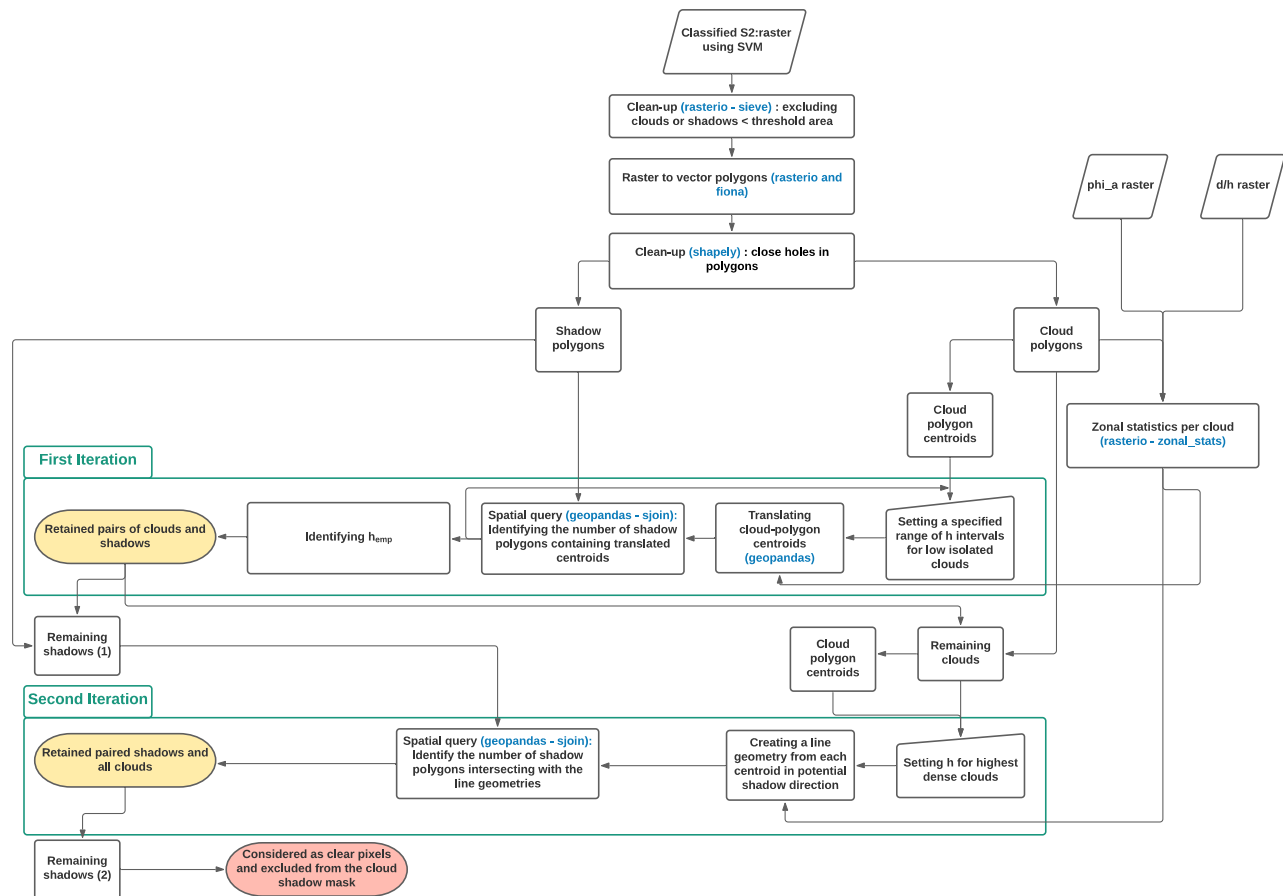 Classified S2:raster
using SVM
Clean-up (rasterio - sieve) : excluding
clouds or shadows < threshold area
Raster to vector polygons (rasterio and
fiona)
phi_a raster
d/h raster
Clean-up (shapely) : close holes in
polygons
Shadow
polygons
Cloud
polygons
Cloud
polygon
centroids
Zonal statistics per cloud
(rasterio - zonal_stats)
First Iteration
Retained pairs of clouds and
shadows
Identifying hemp
Spatial query (geopandas - sjoin):
Identifying the number of shadow
polygons containing translated
centroids
Translating
cloud-polygon
centroids
(geopandas)
Setting a specified
range of h intervals
for low isolated
clouds
Remaining
shadows (1)
Cloud
polygon
centroids
Remaining
clouds
Second Iteration
Retained paired shadows and
all clouds
Spatial query (geopandas - sjoin):
Identify the number of shadow
polygons intersecting with the
line geometries
Creating a line
geometry from each
centroid in potential
shadow direction
Setting h for highest
dense clouds
Remaining
shadows (2)
Considered as clear pixels
and excluded from the cloud
shadow mask